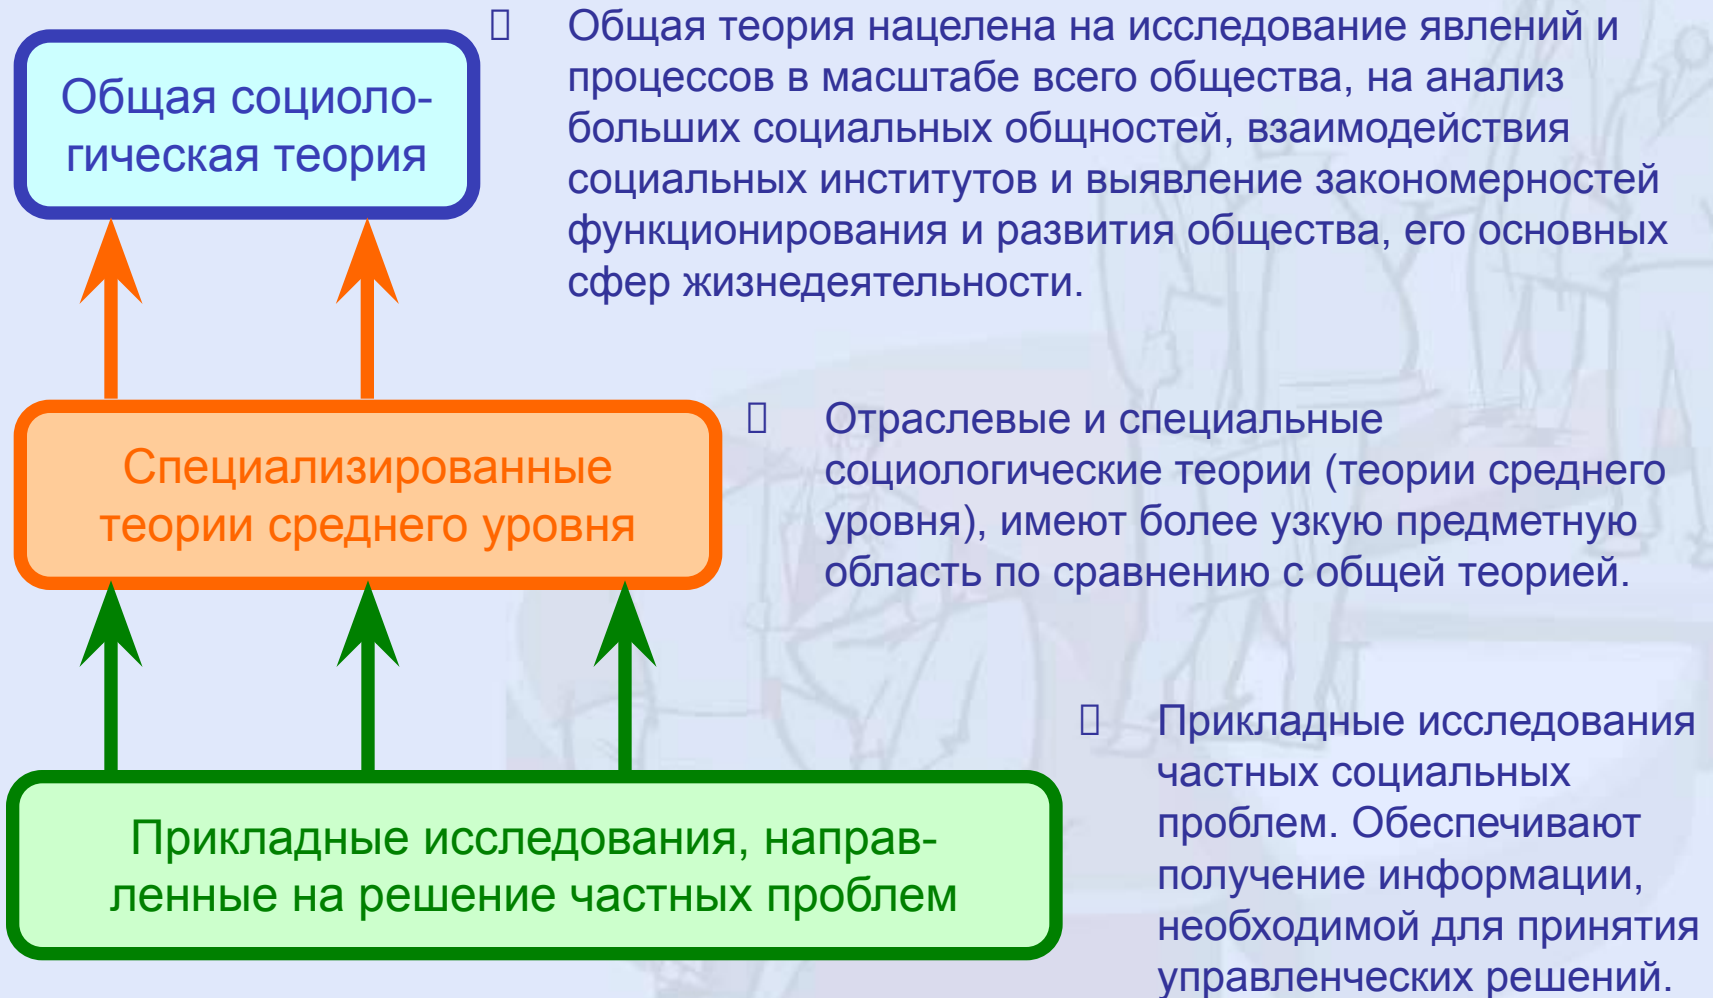 Общая социоло-
гическая теория
Общая теория нацелена на исследование явлений и
процессов в масштабе всего общества, на анализ
больших социальных общностей, взаимодействия
социальных институтов и выявление закономерностей
функционирования и развития общества, его основных
сфер жизнедеятельности.
Специализированные
теории среднего уровня
Отраслевые и специальные
социологические теории (теории среднего
уровня), имеют более узкую предметную
область по сравнению с общей теорией.
Прикладные исследования, направ-
ленные на решение частных проблем
Прикладные исследования
частных социальных
проблем. Обеспечивают
получение информации,
необходимой для принятия
управленческих решений.